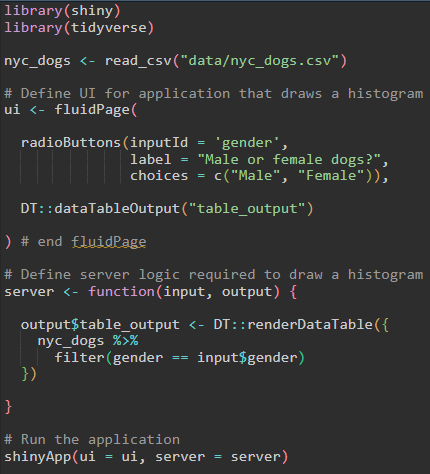 library(shiny)
library(tidyverse)
nyc_dogs <- read_csv("data/nyc_dogs.csv")
# Define UI for application that draws a histogram
ui <- fluidPage(
radioButtons(inputId = 'gender',
label = "Male or female dogs?",
choices = c("Male", "Female")),
DT::dataTableOutput("table_output")
) # end fluidPage
# Define server logic required to draw a histogram
server <- function(input, output) {
output$table_output <- DT::renderDataTable({
nyc_dogs %>%
filter(gender == input$gender)
})
}
# Run the application
shinyApp(ui = ui, server = server)